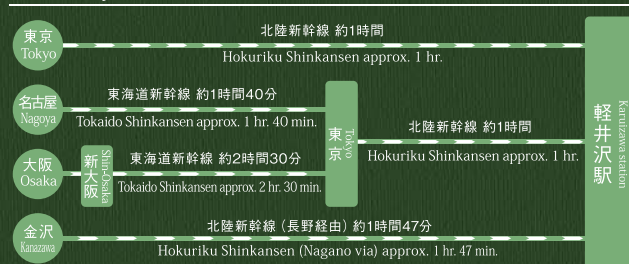 東京
Tokyo
北陸新幹線 約1時間
Hokuriku Shinkansen approx. 1 hr.
名古屋
Nagoya
東海道新幹線 約1時間40分
Tokaido Shinkansen approx. 1 hr. 40 min.
大阪
Osaka
新大阪
Shin-Osaka
東海道新幹線 約2時間30分
Tokaido Shinkansen approx. 2 hr. 30 min.
東京
Tokyo
北陸新幹線 約1時間
Hokuriku Shinkansen approx. 1 hr.
金沢
Kanazawa
北陸新幹線（長野経由）約1時間47分
Hokuriku Shinkansen (Nagano via) approx. 1 hr. 47 min.
軽井沢駅
Karuizawa station